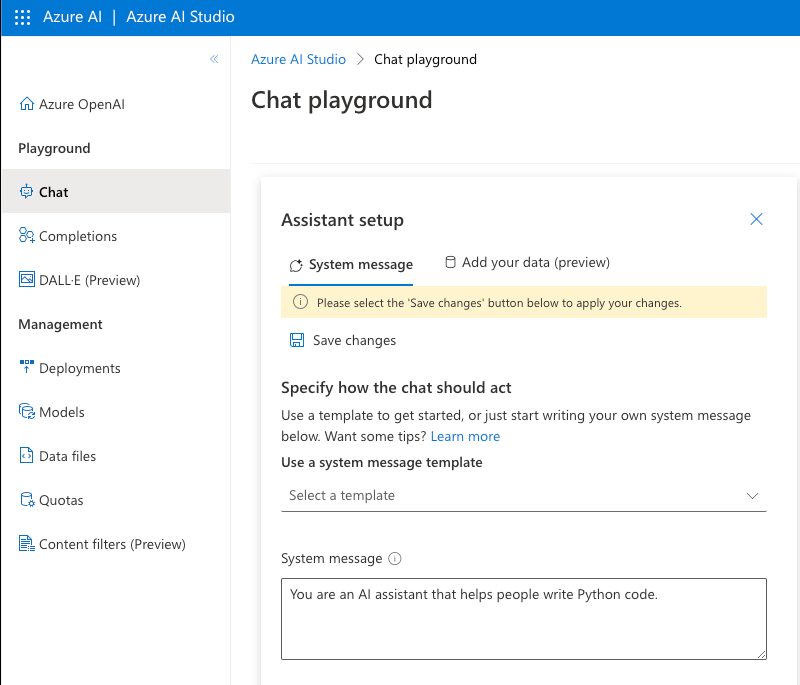 Azure AI | Azure AI Studio
Azure AI Studio > Chat playground
Chat playground
Azure OpenAI
Playground
Chat
Completions
DALL·E (Preview)
Management
Deployments
Models
Data files
Quotas
Content filters (Preview)
Assistant setup
System message
Add your data (preview)
Please select the 'Save changes' button below to apply your changes.
Save changes
Specify how the chat should act
Use a template to get started, or just start writing your own system message
below. Want some tips? Learn more
Use a system message template
Select a template
System message
You are an AI assistant that helps people write Python code.